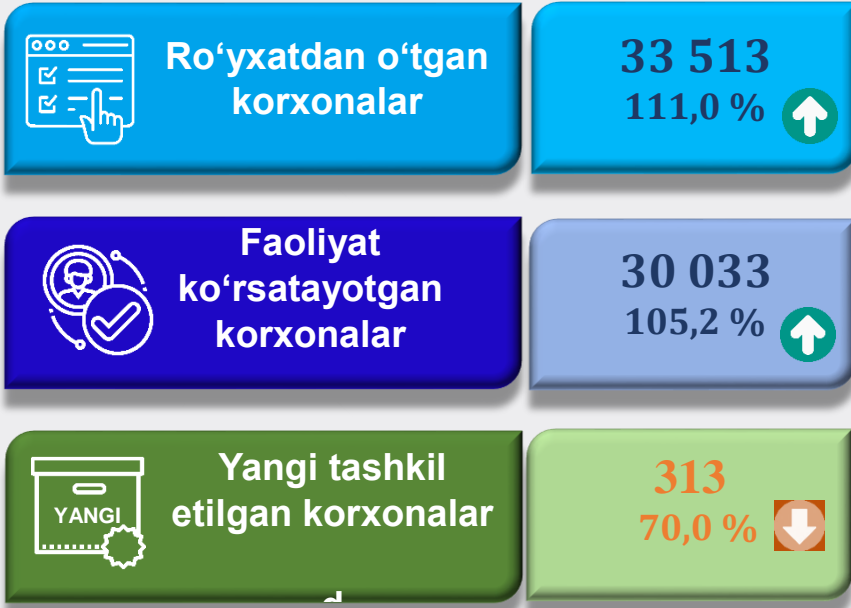 Ro‘yxatdan o‘tgan
korxonalar
33 513
111,0 %
Faoliyat
ko‘rsatayotgan
korxonalar
30 033
105,2 %
YANGI
Yangi tashkil
etilgan korxonalar
313
70,0 %